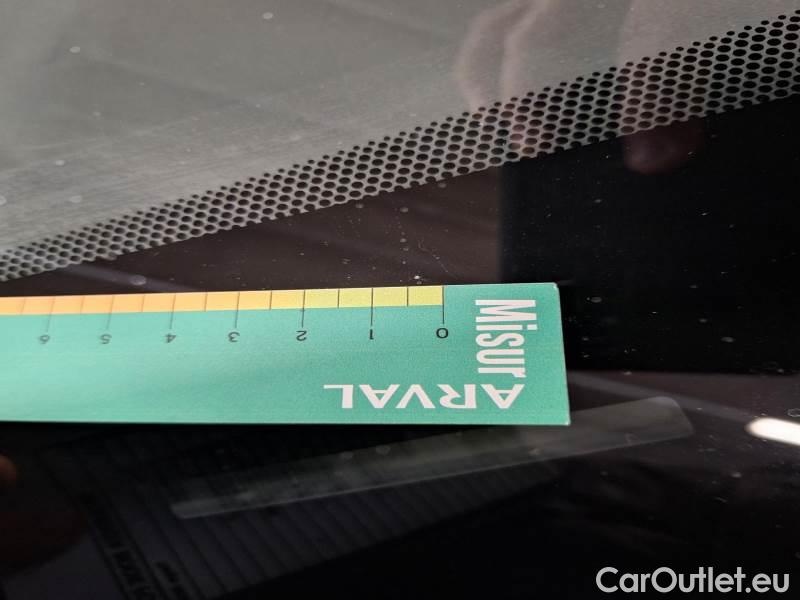 Misur
ARVAL
0 1 2 3 4 5 6
CarOutlet.eu